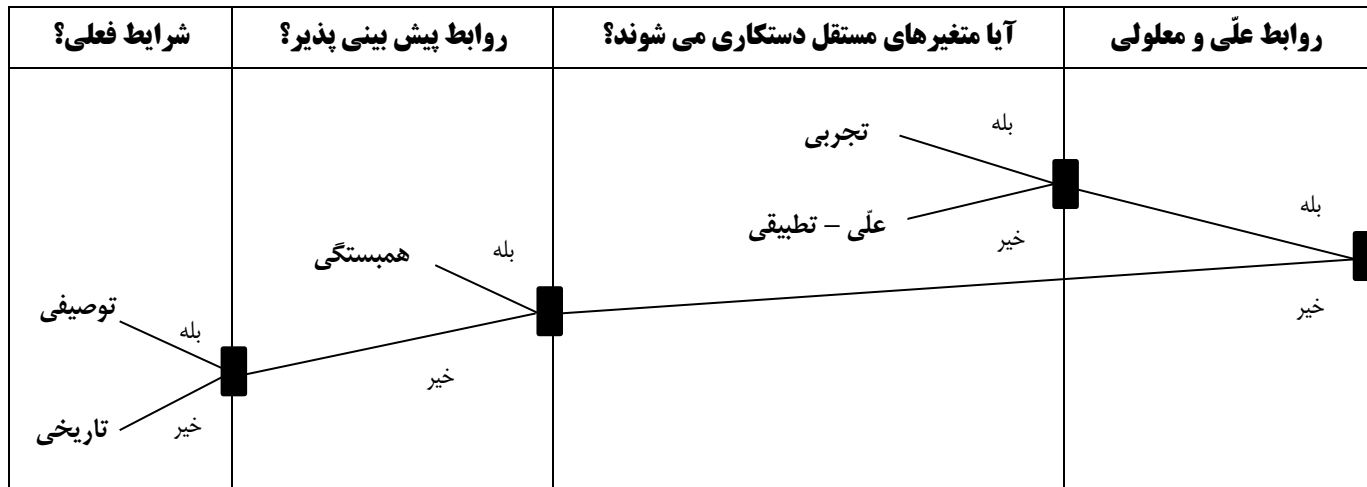 روابط علّی و معلولی
آیا متغیرهای مستقل دستکاری می شوند؟
روابط پیش بینی پذیر؟
شرایط فعلی؟
بله
خیر
بله
تجربی
خیر
علّی – تطبیقی
بله
همبستگی
خیر
بله
توصیفی
خیر
تاریخی